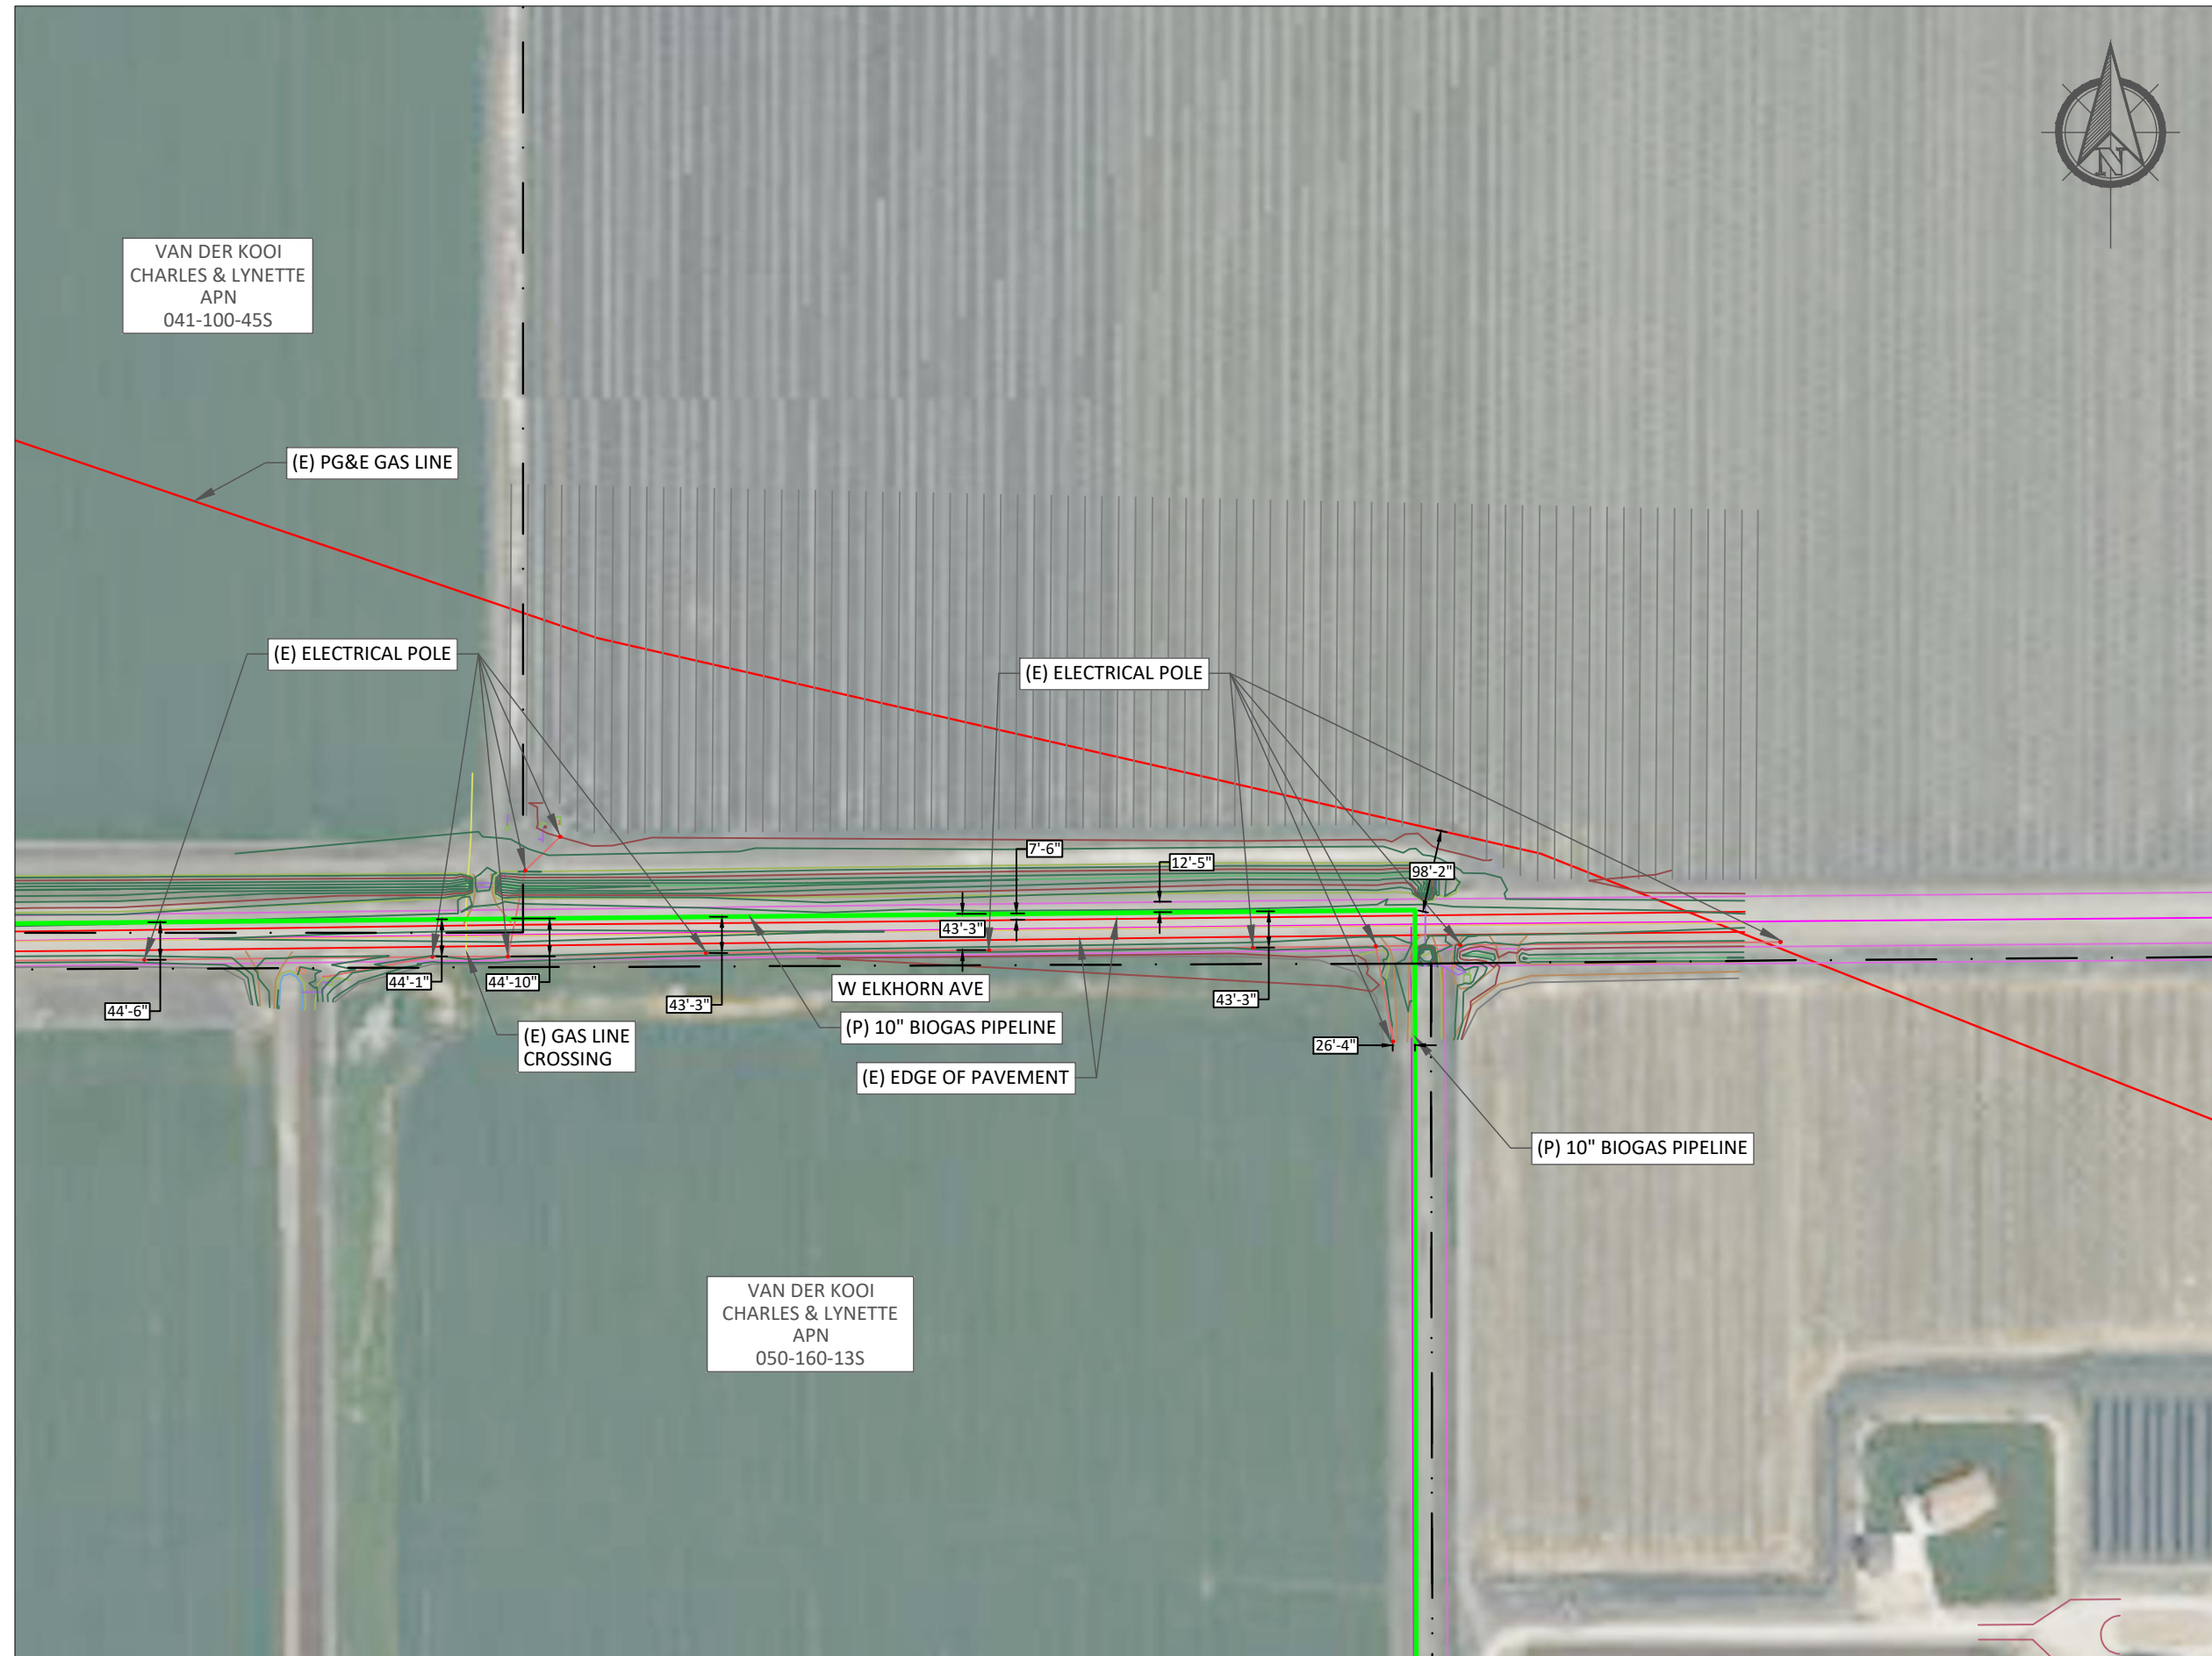 N
VAN DER KOOI
CHARLES & LYNETTE
APN
041-100-45S
(E) PG&E GAS LINE
(E) ELECTRICAL POLE
(E) ELECTRICAL POLE
7'-6"
12'-5"
98'-2"
43'-3"
44'-1"
44'-10"
W ELKHORN AVE
43'-3"
43'-3"
44'-6"
(E) GAS LINE
CROSSING
(P) 10" BIOGAS PIPELINE
26'-4"
(E) EDGE OF PAVEMENT
(P) 10" BIOGAS PIPELINE
VAN DER KOOI
CHARLES & LYNETTE
APN
050-160-13S